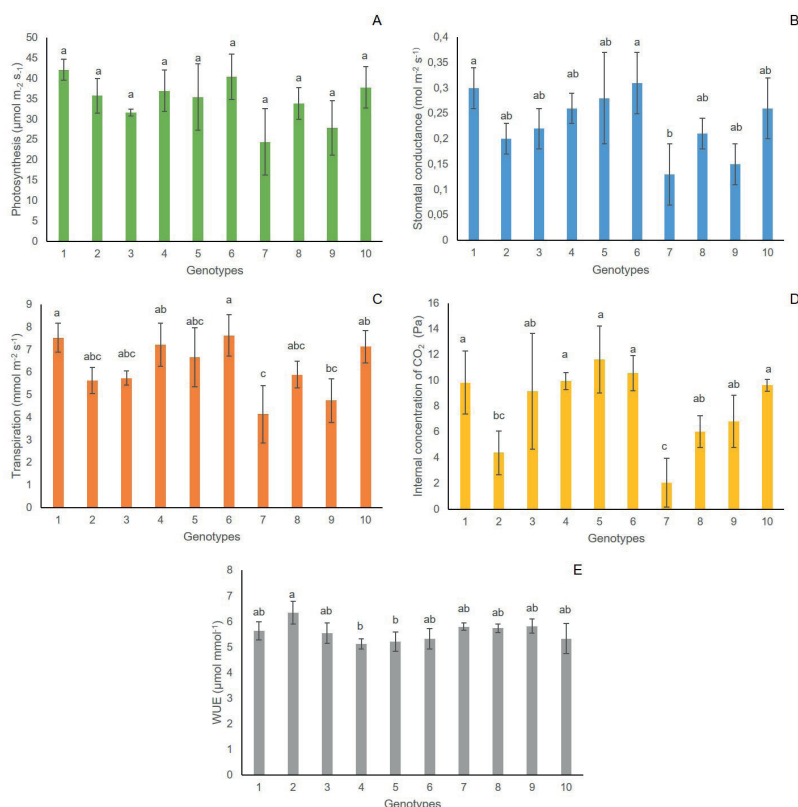 A
Photosynthesis (µmol m-2 s-1)
50
45
40
35
30
25
20
15
10
5
0
a a a a a a a a a a
1 2 3 4 5 6 7 8 9 10
Genotypes
B
Stomatal conductance (mol m-2 s-1)
0,4
0,35
0,3
0,25
0,2
0,15
0,1
0,05
0
a ab ab ab ab a b ab ab ab
1 2 3 4 5 6 7 8 9 10
Genotypes
C
Transpiration (mmol m-2 s-1)
9
8
7
6
5
4
3
2
1
0
a abc abc ab abc a c abc bc ab
1 2 3 4 5 6 7 8 9 10
Genotypes
D
Internal concentration of CO2 (Pa)
16
14
12
10
8
6
4
2
0
a bc ab a a a c ab ab a
1 2 3 4 5 6 7 8 9 10
Genotypes
E
WUE (µmol mmol-1)
8
7
6
5
4
3
2
1
0
ab a ab b b ab ab ab ab ab
1 2 3 4 5 6 7 8 9 10
Genotypes